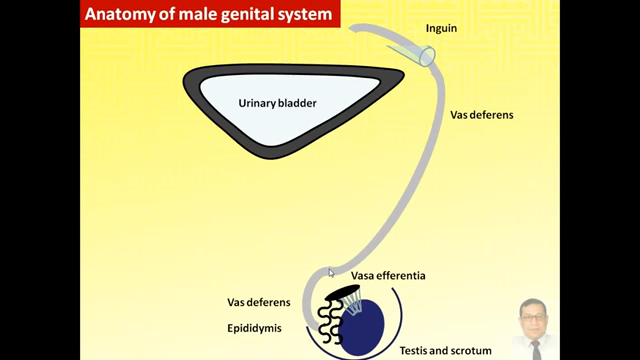 Anatomy of male genital system
Inguin
Urinary bladder
Vas deferens
Vasa efferentia
Vas deferens
Epididymis
Testis and scrotum